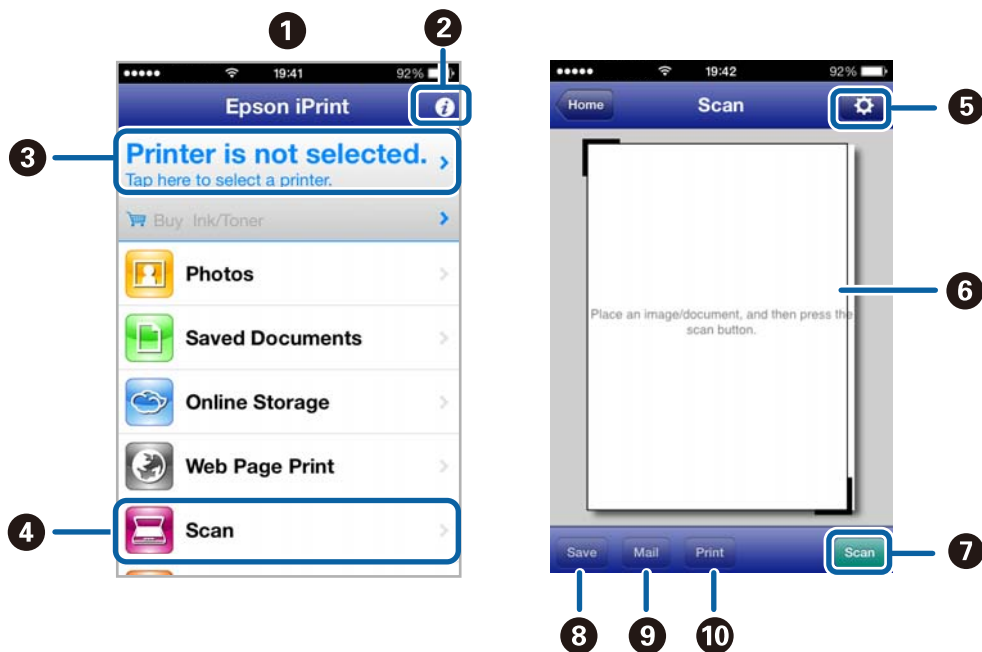 1
2
19:41
92%
Epson iPrint
3
Printer is not selected.
Tap here to select a printer.
Buy Ink/Toner
Photos
Saved Documents
Online Storage
Web Page Print
4
Scan
19:42
92%
Home
Scan
5
6
Place an image/document, and then press the
scan button.
Save
Mail
Print
Scan
7
8
9
10